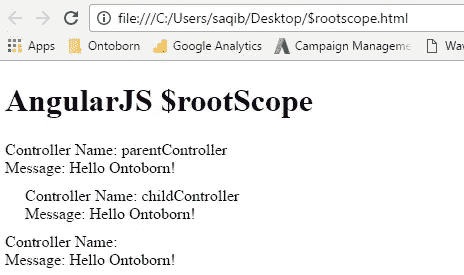 file:///C:/Users/saqib/Desktop/$rootscope.html
Apps Ontoborn Google Analytics Campaign Manageme
AngularJS $rootScope
Controller Name: parentController
Message: Hello Ontoborn!
Controller Name: childController
Message: Hello Ontoborn!
Controller Name:
Message: Hello Ontoborn!